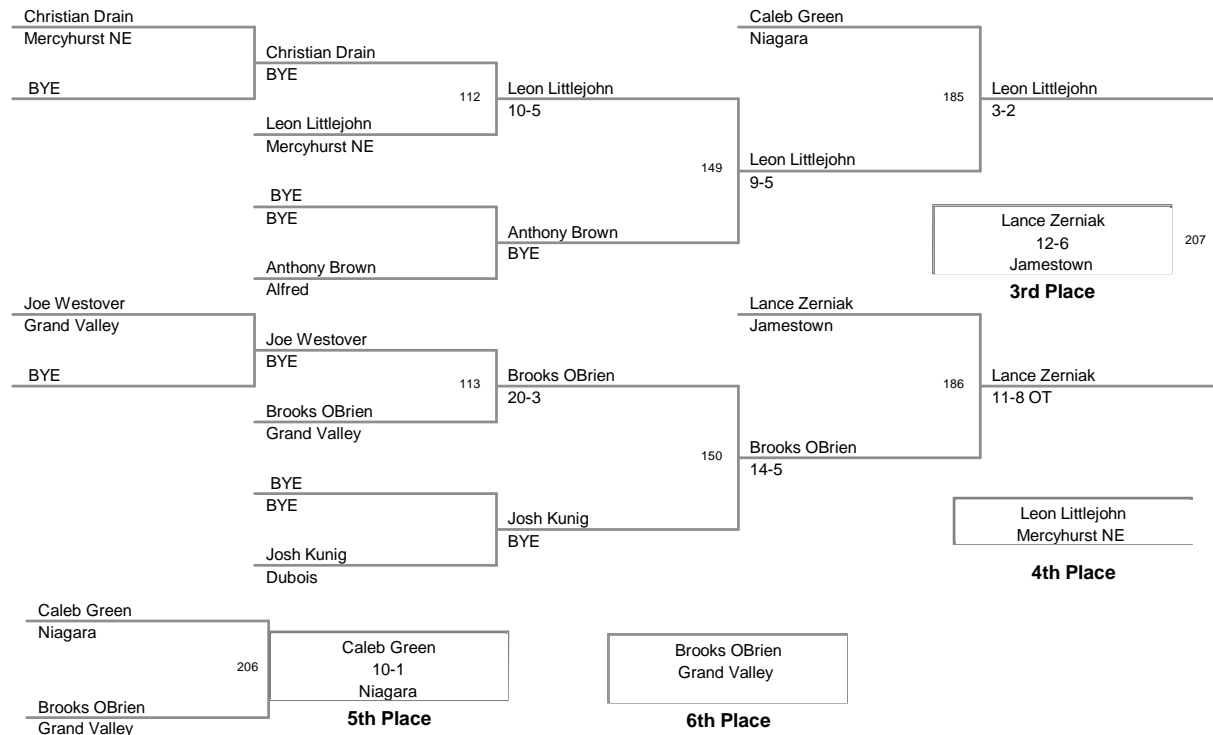 Christian Drain
Mercyhurst NE
BYE
Christian Drain
BYE
112
Leon Littlejohn
Mercyhurst NE
Leon Littlejohn
10-5
BYE
BYE
Anthony Brown
Alfred
Anthony Brown
BYE
149
Leon Littlejohn
9-5
Caleb Green
Niagara
185
Leon Littlejohn
3-2
Lance Zerniak
12-6
Jamestown
207
3rd Place
Joe Westover
Grand Valley
BYE
Joe Westover
BYE
113
Brooks OBrien
Grand Valley
Brooks OBrien
20-3
BYE
BYE
Josh Kunig
Dubois
Josh Kunig
BYE
150
Brooks OBrien
14-5
Lance Zerniak
Jamestown
186
Lance Zerniak
11-8 OT
Leon Littlejohn
Mercyhurst NE
4th Place
Caleb Green
Niagara
206
Brooks OBrien
Grand Valley
Caleb Green
10-1
Niagara
5th Place
Brooks OBrien
Grand Valley
6th Place